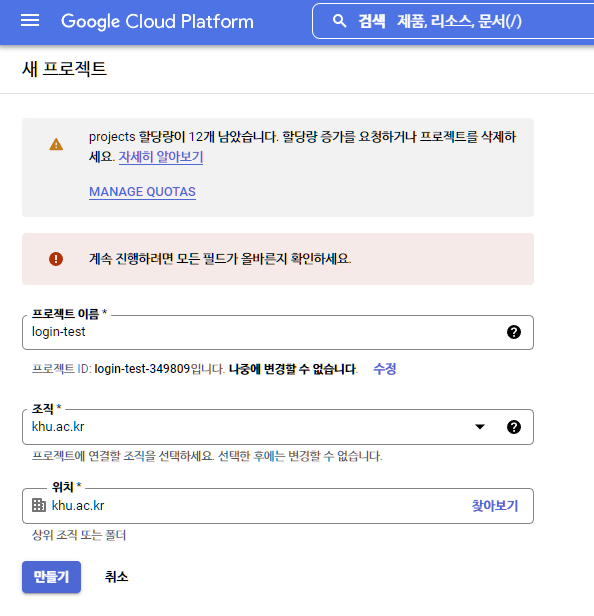 Google Cloud Platform
검색 제품, 리소스, 문서(/)
새 프로젝트
projects 할당량이 12개 남았습니다. 할당량 증가를 요청하거나 프로젝트를 삭제하
세요. 자세히 알아보기
MANAGE QUOTAS
계속 진행하려면 모든 필드가 올바른지 확인하세요.
프로젝트 이름 *
login-test
프로젝트 ID: login-test-349809입니다. 나중에 변경할 수 없습니다. 수정
조직 *
khu.ac.kr
프로젝트에 연결할 조직을 선택하세요. 선택한 후에는 변경할 수 없습니다.
위치 *
khu.ac.kr 찾아보기
상위 조직 또는 폴더
만들기 취소